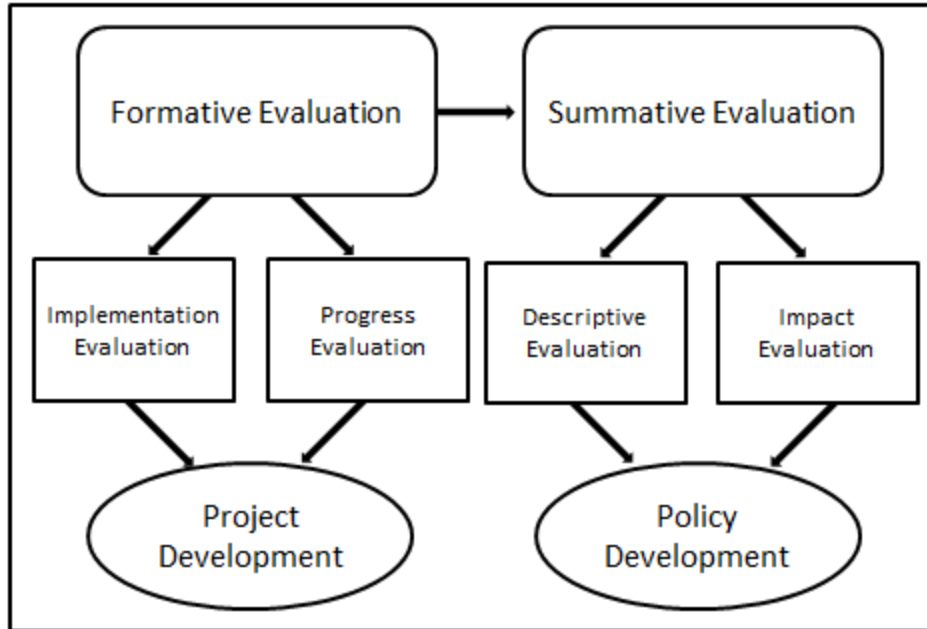 Formative Evaluation
Summative Evaluation
Implementation
Evaluation
Progress
Evaluation
Descriptive
Evaluation
Impact
Evaluation
Project
Development
Policy
Development